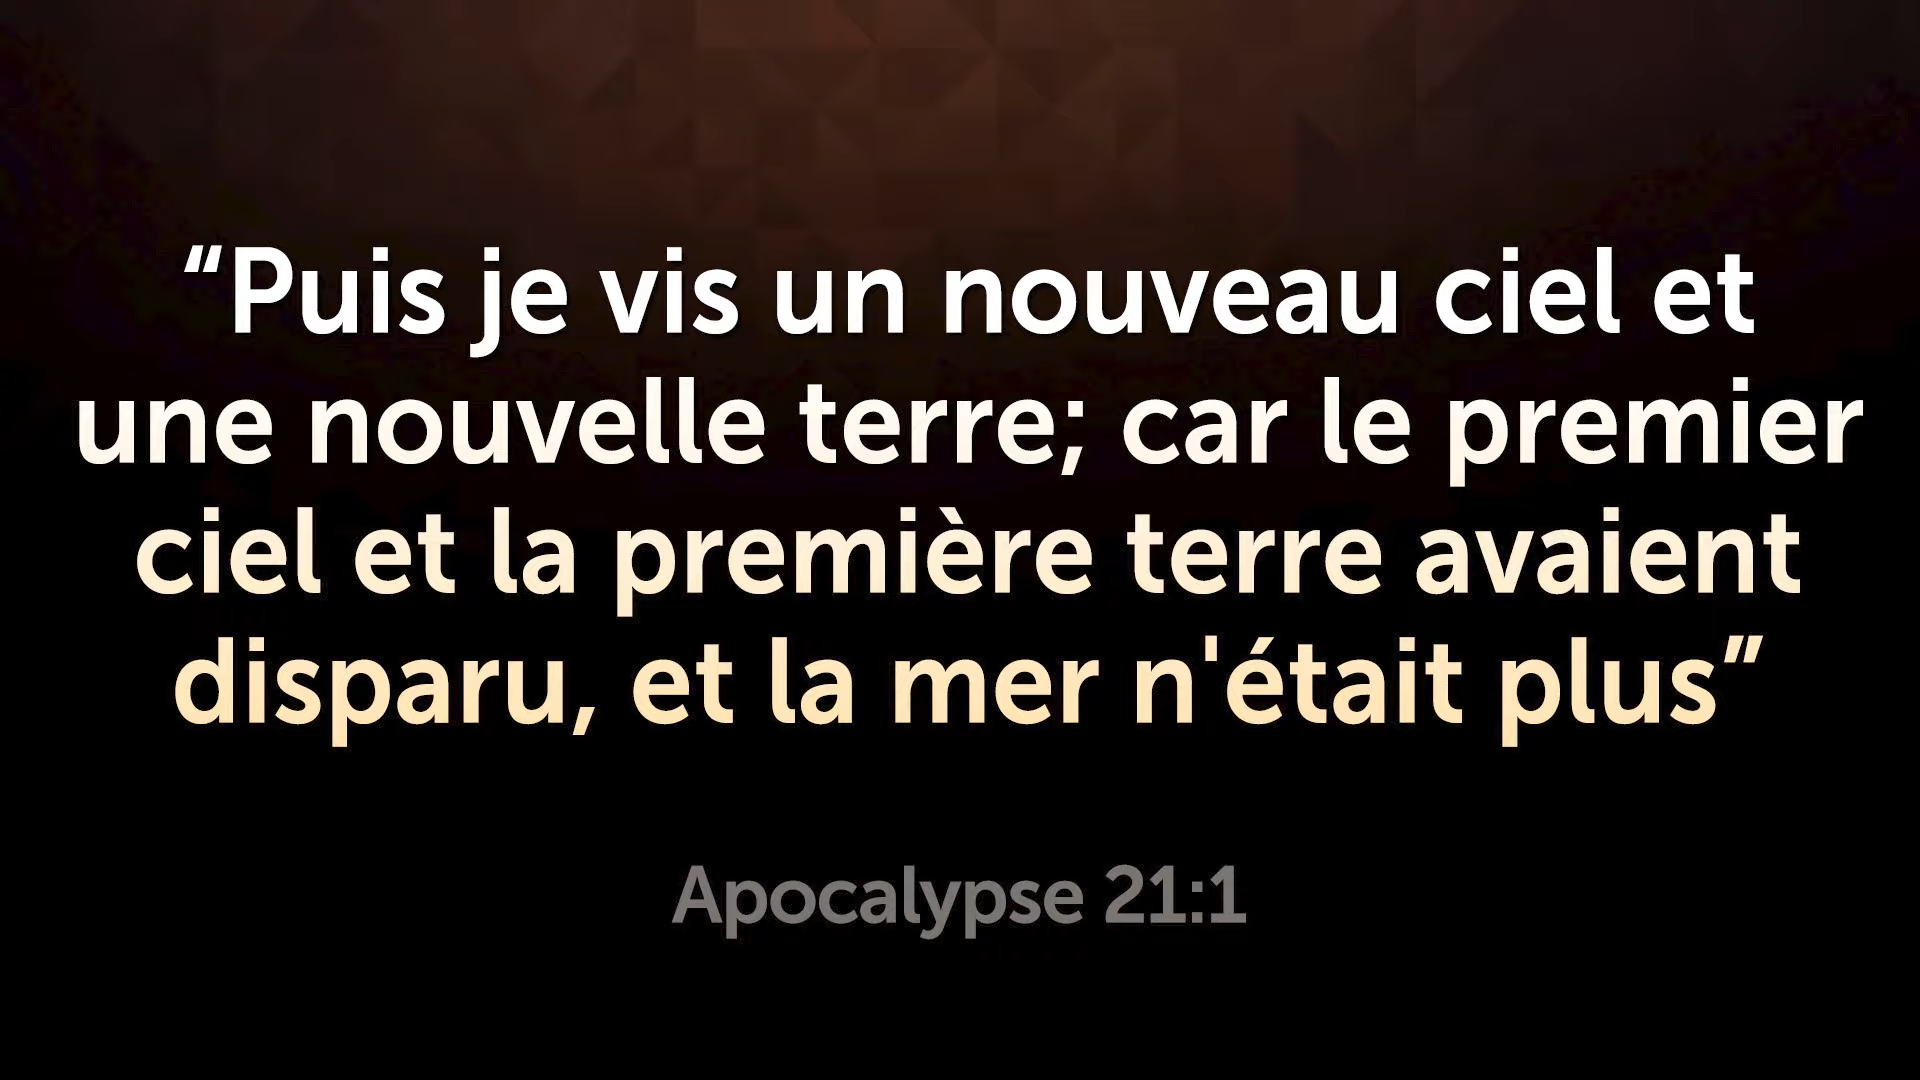 “Puis je vis un nouveau ciel et
une nouvelle terre; car le premier
ciel et la première terre avaient
disparu, et la mer n'était plus”
Apocalypse 21:1